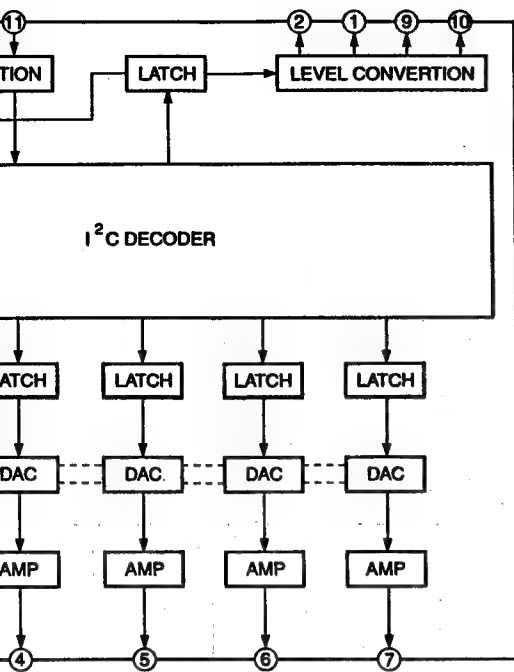 11 2 1 9 10
TION LATCH LEVEL CONVERTION
I²C DECODER
ATCH LATCH LATCH LATCH
DAC DAC DAC DAC
AMP AMP AMP AMP
4 5 6 7